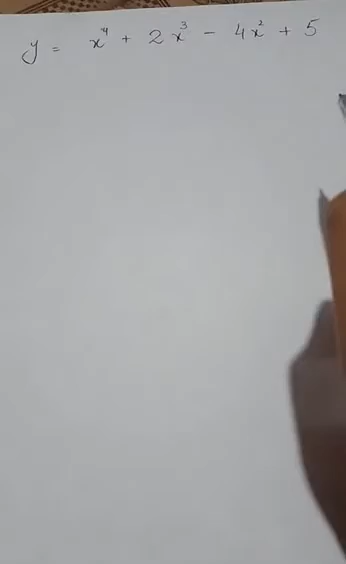 y = x⁴ + 2x³ - 4x² + 5